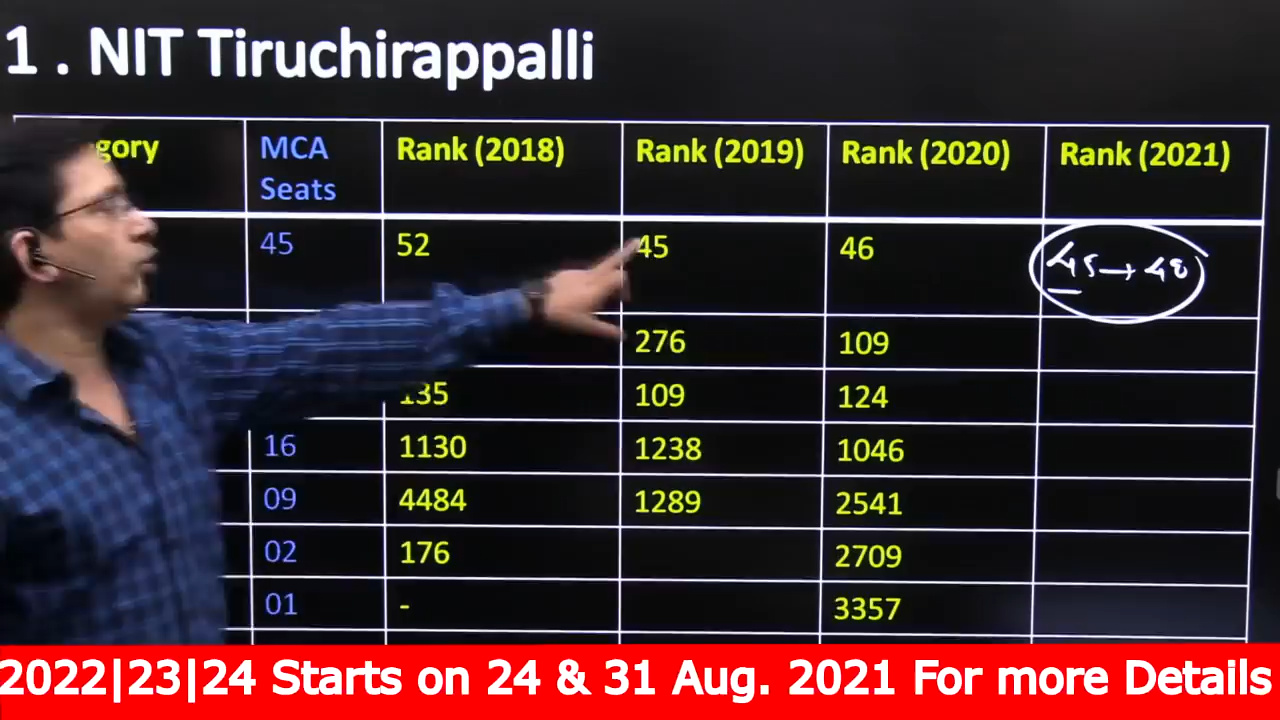 1 . NIT Tiruchirappalli
gory MCA Seats Rank (2018) Rank (2019) Rank (2020) Rank (2021)
45 52 45 46 45→48
276 109
135 109 124
16 1130 1238 1046
09 4484 1289 2541
02 176 2709
01 - 3357
2022|23|24 Starts on 24 & 31 Aug. 2021 For more Details